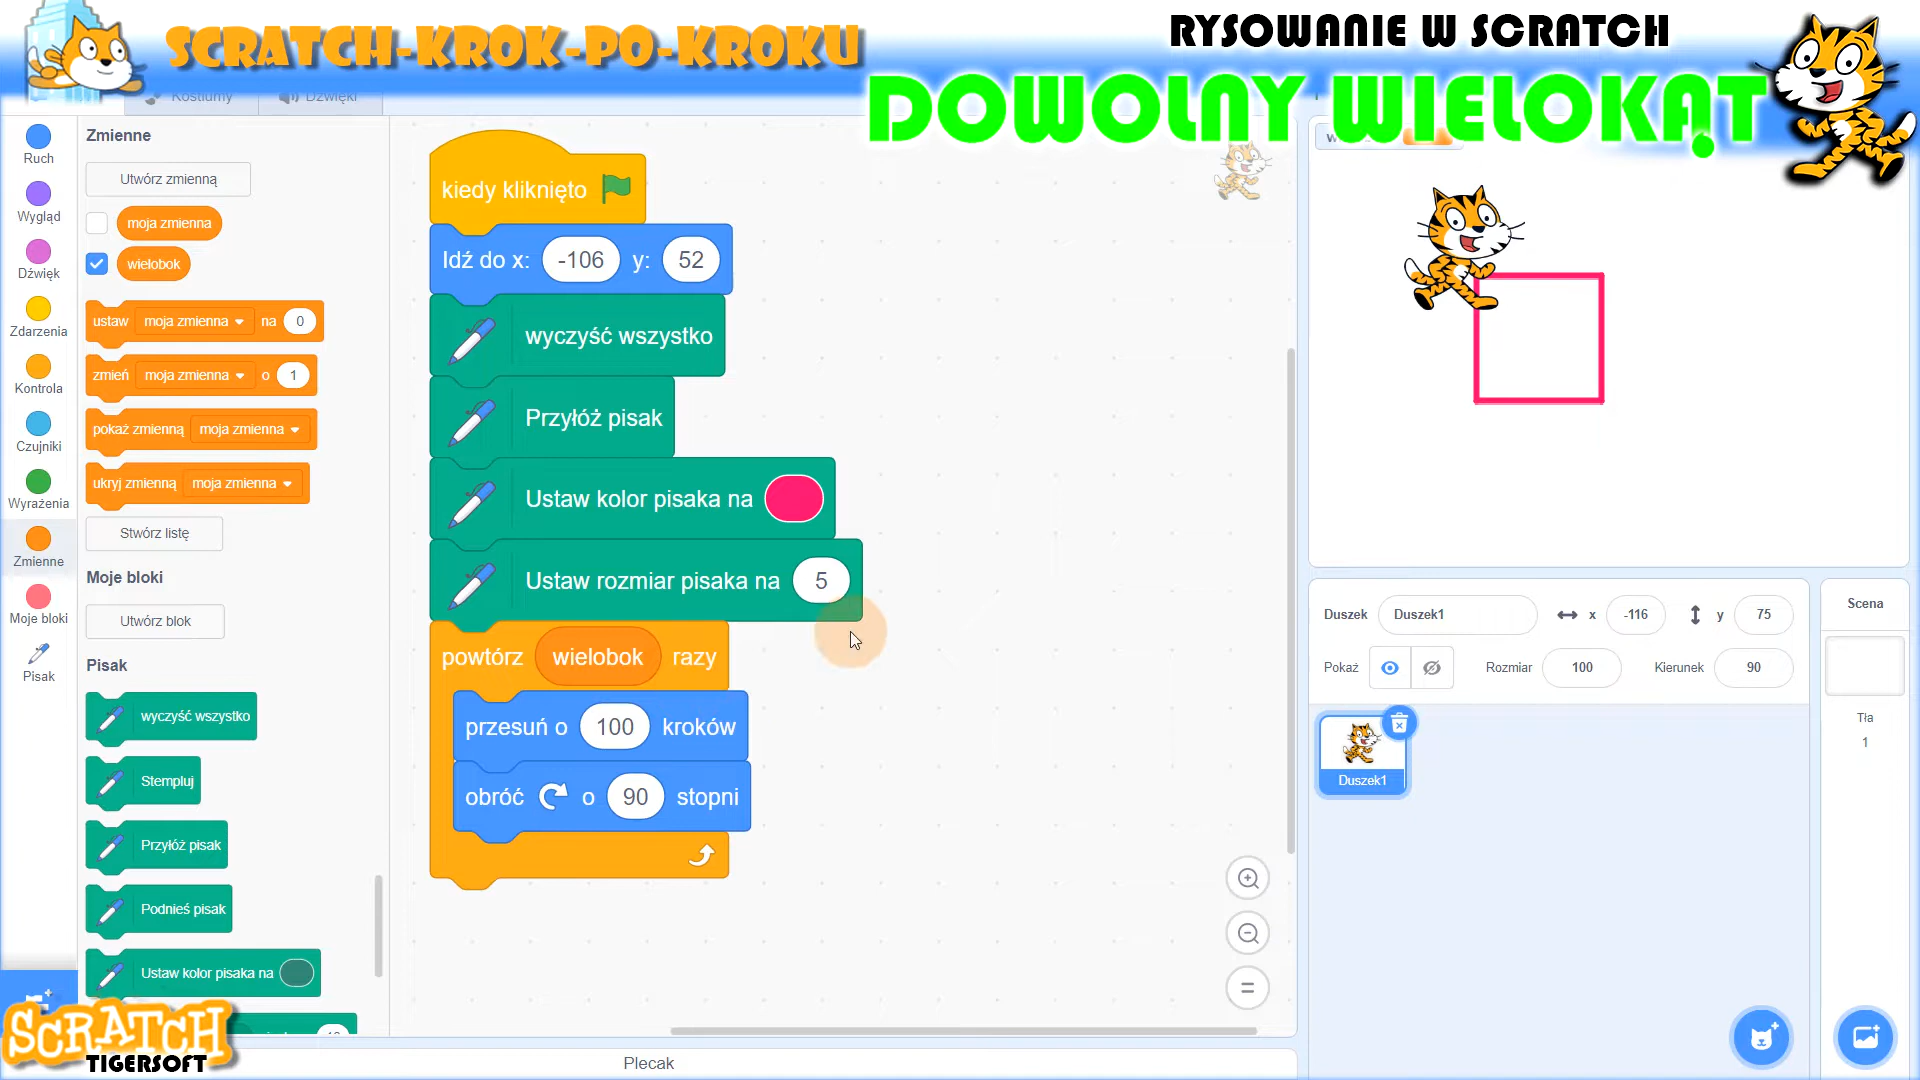 SCRATCH-KROK-PO-KROKU
RYSOWANIE W SCRATCH
DOWOLNY WIELOKĄT
Kostiumy
Dźwięki
Ruch
Wygląd
Dźwięk
Zdarzenia
Kontrola
Czujniki
Wyrażenia
Zmienne
Moje bloki
Pisak
Zmienne
Utwórz zmienną
moja zmienna
wielobok
ustaw moja zmienna na 0
zmień moja zmienna o 1
pokaż zmienną moja zmienna
ukryj zmienną moja zmienna
Stwórz listę
Moje bloki
Utwórz blok
Pisak
wyczyść wszystko
Stempluj
Przyłóż pisak
Podnieś pisak
Ustaw kolor pisaka na
kiedy kliknięto
Idź do x: -106 y: 52
wyczyść wszystko
Przyłóż pisak
Ustaw kolor pisaka na
Ustaw rozmiar pisaka na 5
powtórz wielobok razy
przesuń o 100 kroków
obróć o 90 stopni
Duszek Duszek1 x -116 y 75
Pokaż Rozmiar 100 Kierunek 90
Duszek1
Scena
Tła
1
Plecak
SCRATCH
TIGERSOFT